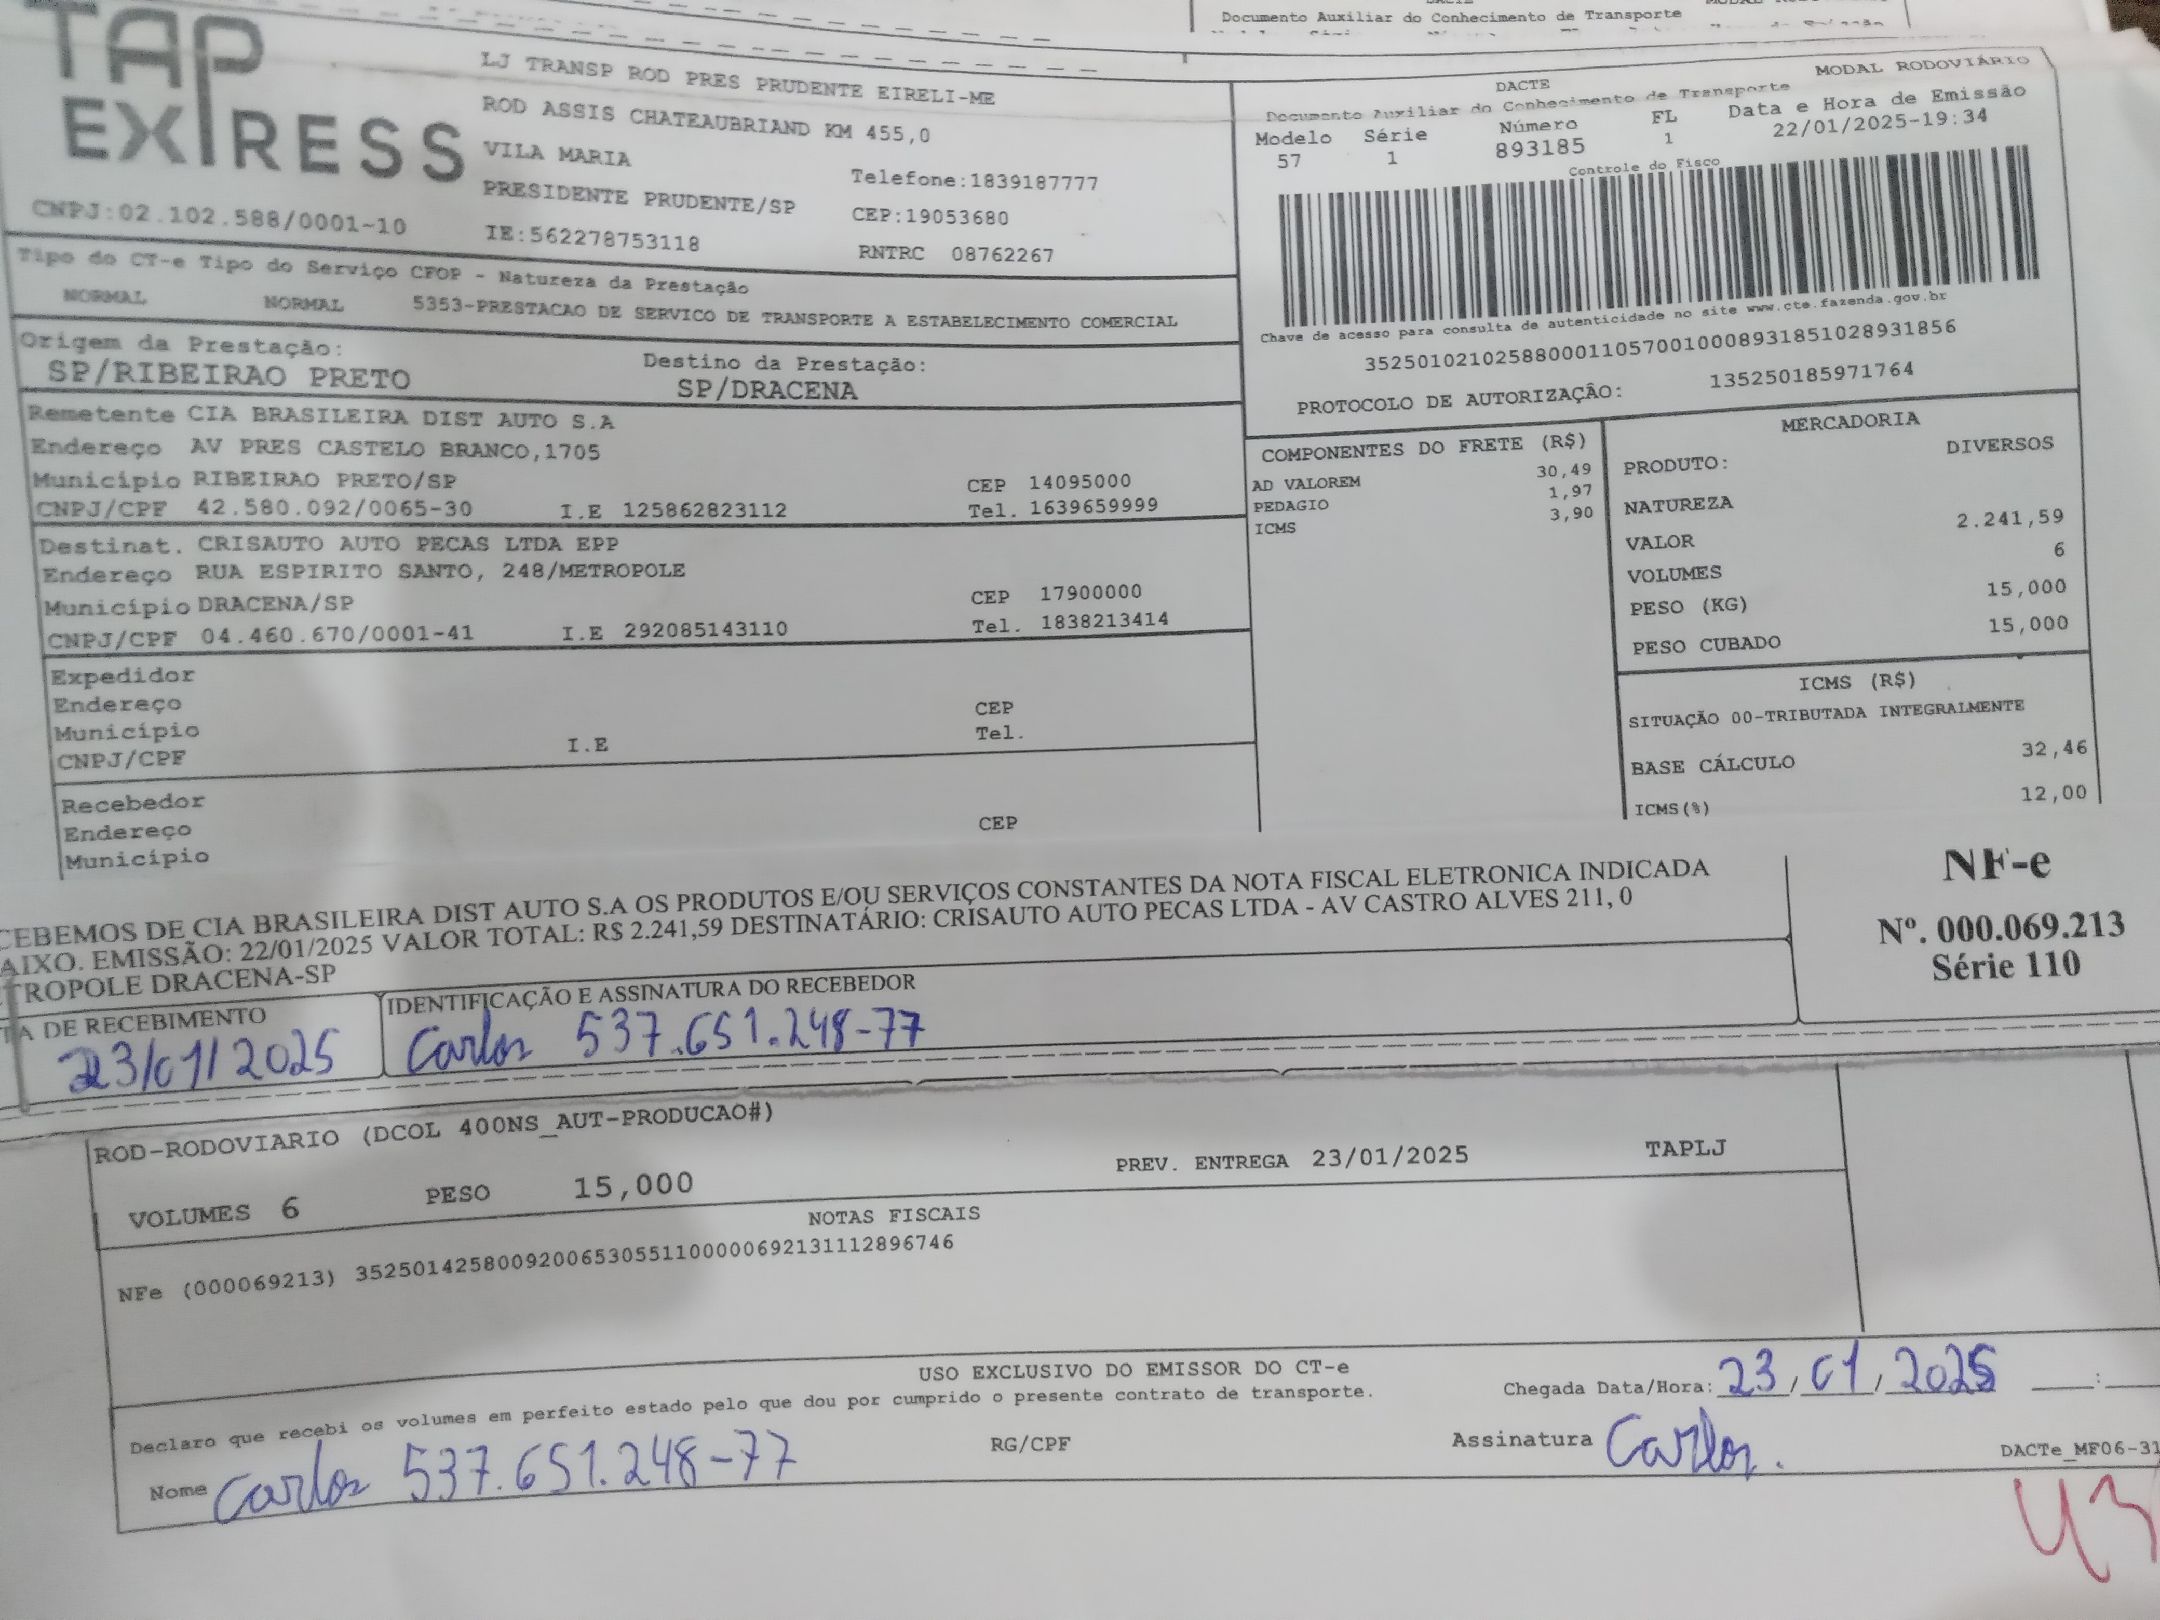 Documento Auxiliar do Conhecimento de Transporte
TAP
EXPRESS
CNPJ:02.102.588/0001-10
LJ TRANSP ROD PRES PRUDENTE EIRELI-ME
ROD ASSIS CHATEAUBRIAND KM 455,0
VILA MARIA
Telefone:1839187777
PRESIDENTE PRUDENTE/SP CEP:19053680
IE:562278753118 RNTRC 08762267
DACTE MODAL RODOVIÁRIO
Documento Auxiliar do Conhecimento de Transporte
Modelo Série Número FL Data e Hora de Emissão
57 1 893185 1 22/01/2025-19:34
Controle do Fisco
Chave de acesso para consulta de autenticidade no site www.cte.fazenda.gov.br
35250102102588000110570010008931851028931856
PROTOCOLO DE AUTORIZAÇÃO: 135250185971764
Tipo do CT-e Tipo do Serviço CFOP - Natureza da Prestação
NORMAL NORMAL 5353-PRESTACAO DE SERVICO DE TRANSPORTE A ESTABELECIMENTO COMERCIAL
Origem da Prestação: Destino da Prestação:
SP/RIBEIRAO PRETO SP/DRACENA
Remetente CIA BRASILEIRA DIST AUTO S.A
Endereço AV PRES CASTELO BRANCO,1705
Município RIBEIRAO PRETO/SP CEP 14095000
CNPJ/CPF 42.580.092/0065-30 I.E 125862823112 Tel. 1639659999
Destinat. CRISAUTO AUTO PECAS LTDA EPP
Endereço RUA ESPIRITO SANTO, 248/METROPOLE
Município DRACENA/SP CEP 17900000
CNPJ/CPF 04.460.670/0001-41 I.E 292085143110 Tel. 1838213414
Expedidor
Endereço CEP
Município Tel.
CNPJ/CPF I.E
Recebedor
Endereço CEP
Município
COMPONENTES DO FRETE (R$)
AD VALOREM 30,49
PEDAGIO 1,97
ICMS 3,90
MERCADORIA
PRODUTO: DIVERSOS
NATUREZA
VALOR 2.241,59
VOLUMES 6
PESO (KG) 15,000
PESO CUBADO 15,000
ICMS (R$)
SITUAÇÃO 00-TRIBUTADA INTEGRALMENTE
BASE CÁLCULO 32,46
ICMS(%) 12,00
CEBEMOS DE CIA BRASILEIRA DIST AUTO S.A OS PRODUTOS E/OU SERVIÇOS CONSTANTES DA NOTA FISCAL ELETRONICA INDICADA
AIXO. EMISSÃO: 22/01/2025 VALOR TOTAL: R$ 2.241,59 DESTINATÁRIO: CRISAUTO AUTO PECAS LTDA - AV CASTRO ALVES 211, 0
TROPOLE DRACENA-SP
NF-e
Nº. 000.069.213
Série 110
TA DE RECEBIMENTO IDENTIFICAÇÃO E ASSINATURA DO RECEBEDOR
23/01/2025 Carlos 537.651.248-77
ROD-RODOVIARIO (DCOL 400NS_AUT-PRODUCAO#)
VOLUMES 6 PESO 15,000 PREV. ENTREGA 23/01/2025 TAPLJ
NOTAS FISCAIS
NFe (000069213) 35250142580092006530551100000692131112896746
USO EXCLUSIVO DO EMISSOR DO CT-e
Declaro que recebi os volumes em perfeito estado pelo que dou por cumprido o presente contrato de transporte.
Chegada Data/Hora: 23/01/2025 :
Nome Carlos 537.651.248-77 RG/CPF Assinatura Carlos.
DACTe_MF06-31
43